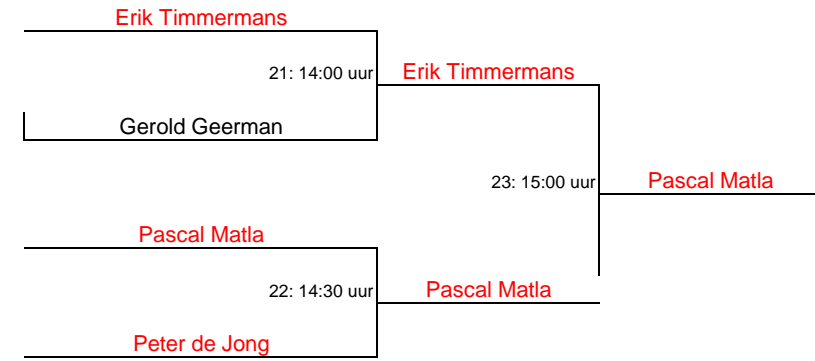 Erik Timmermans
21: 14:00 uur
Erik Timmermans
Gerold Geerman
23: 15:00 uur
Pascal Matla
Pascal Matla
22: 14:30 uur
Pascal Matla
Peter de Jong